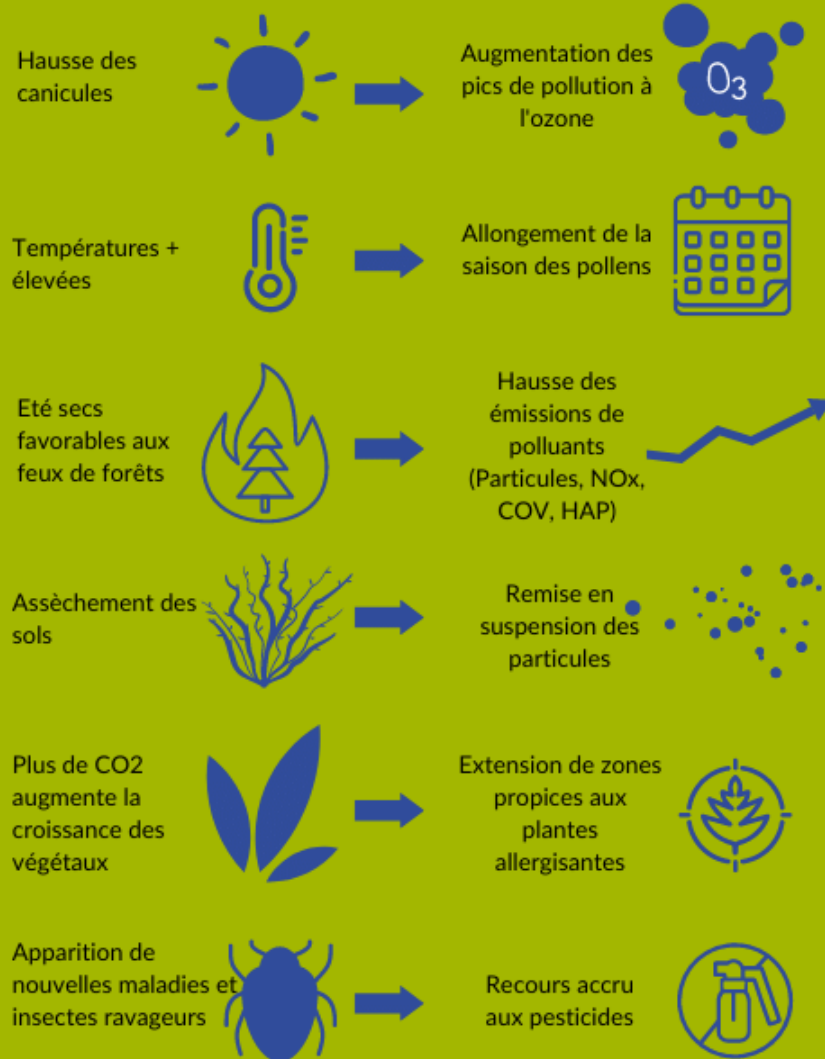 Hausse des
canicules
Augmentation des
pics de pollution à
l'ozone
O3
Températures +
élevées
Allongement de la
saison des pollens
Eté secs
favorables aux
feux de forêts
Hausse des
émissions de
polluants
(Particules, NOx,
COV, HAP)
Assèchement des
sols
Remise en
suspension des
particules
Plus de CO2
augmente la
croissance des
végétaux
Extension de zones
propices aux
plantes
allergisantes
Apparition de
nouvelles maladies et
insectes ravageurs
Recours accru
aux pesticides